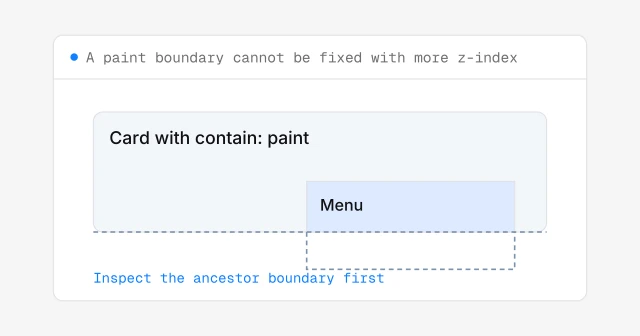 A paint boundary cannot be fixed with more z-index
Card with contain: paint
Menu
Inspect the ancestor boundary first